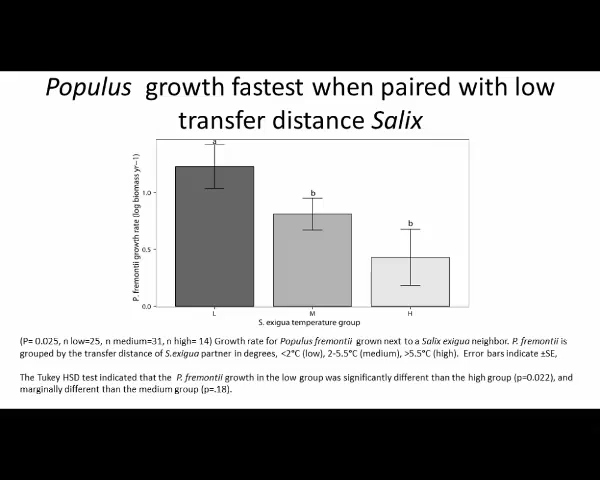 Populus growth fastest when paired with low
transfer distance Salix
a
b
b
1.0
0.5
0.0
P. fremontii growth rate (log biomass yr−1)
L M H
S. exigua temperature group
(P= 0.025, n low=25, n medium=31, n high= 14) Growth rate for Populus fremontii grown next to a Salix exigua neighbor. P. fremontii is
grouped by the transfer distance of S.exigua partner in degrees, <2°C (low), 2-5.5°C (medium), >5.5°C (high). Error bars indicate ±SE,
The Tukey HSD test indicated that the P. fremontii growth in the low group was significantly different than the high group (p=0.022), and
marginally different than the medium group (p=.18).